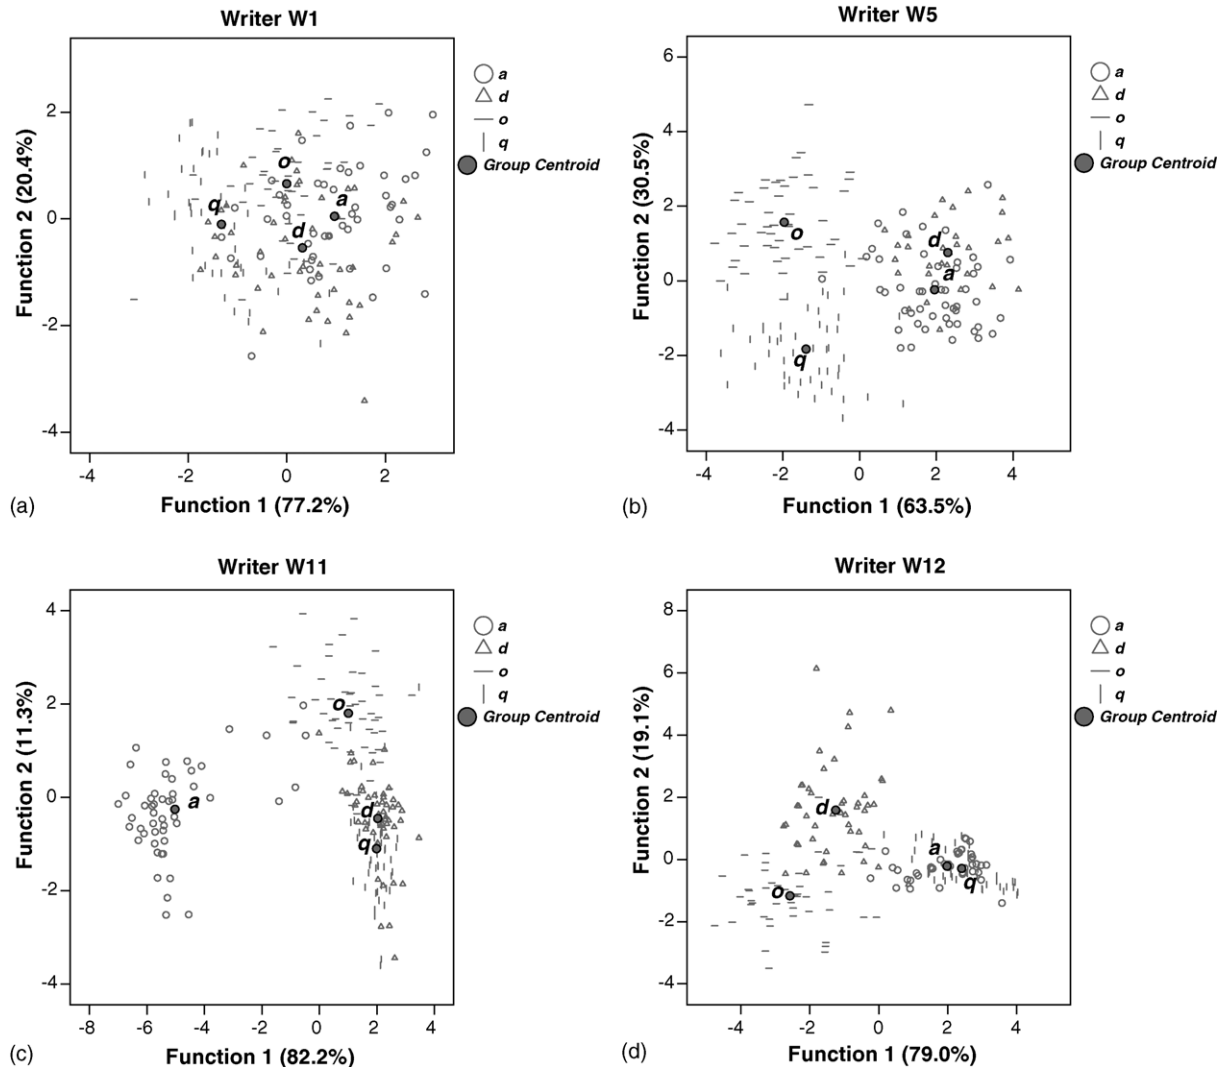 Writer W1
Function 2 (20.4%)
2
0
-2
-4
-4
-2
0
2
o
a
q
d
a
d
o
q
Group Centroid
(a)
Function 1 (77.2%)
Writer W5
Function 2 (30.5%)
6
4
2
0
-2
-4
-4
-2
0
2
4
o
d
a
q
a
d
o
q
Group Centroid
(b)
Function 1 (63.5%)
Writer W11
Function 2 (11.3%)
4
2
0
-2
-4
-8
-6
-4
-2
0
2
4
o
a
d
q
a
d
o
q
Group Centroid
(c)
Function 1 (82.2%)
Writer W12
Function 2 (19.1%)
8
6
4
2
0
-2
-4
-4
-2
0
2
4
d
a
o
q
a
d
o
q
Group Centroid
(d)
Function 1 (79.0%)